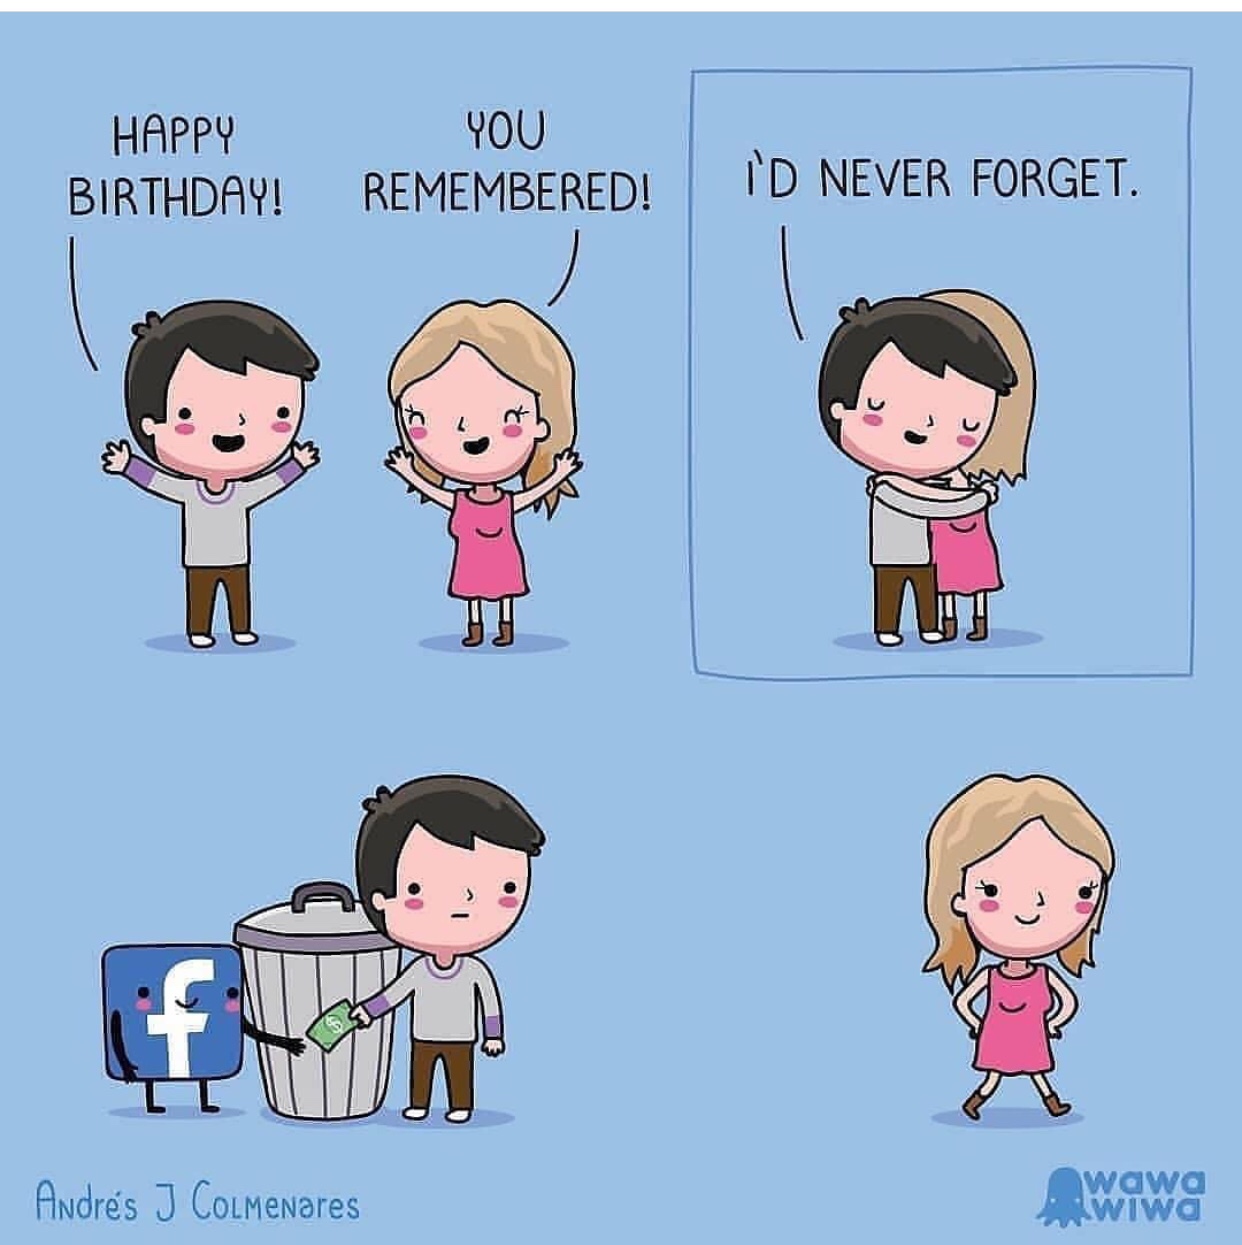 HAPPY
BIRTHDAY!
YOU
REMEMBERED!
I'D NEVER FORGET.
f
$
Andrés J Colmenares
wawa
wiwa